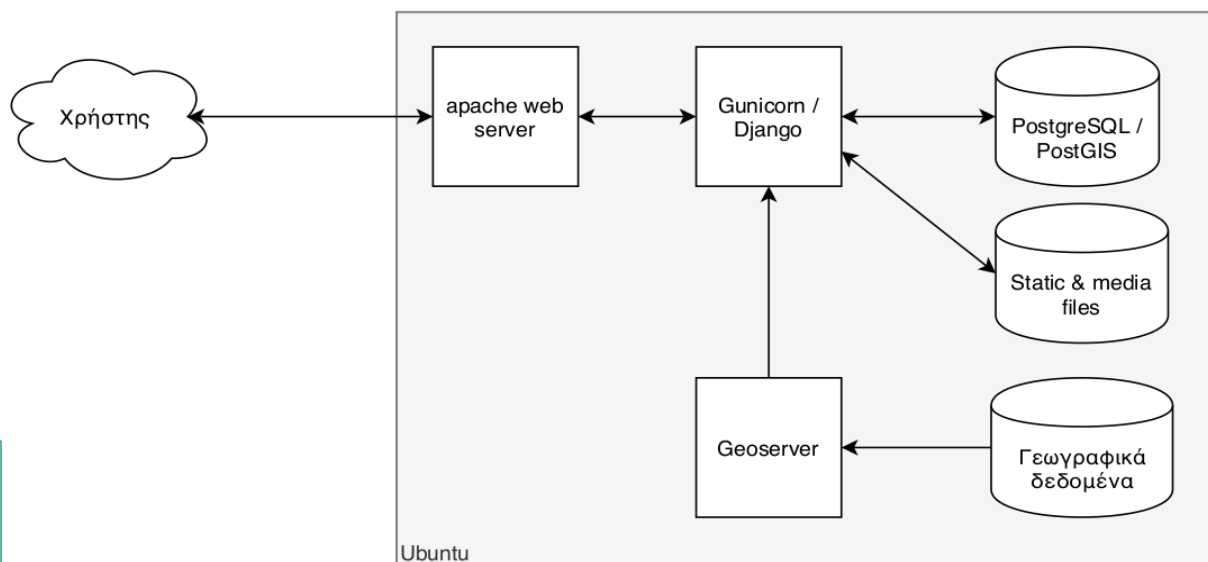 Χρήστης
apache web
server
Gunicorn /
Django
PostgreSQL /
PostGIS
Static & media
files
Geoserver
Γεωγραφικά
δεδομένα
Ubuntu